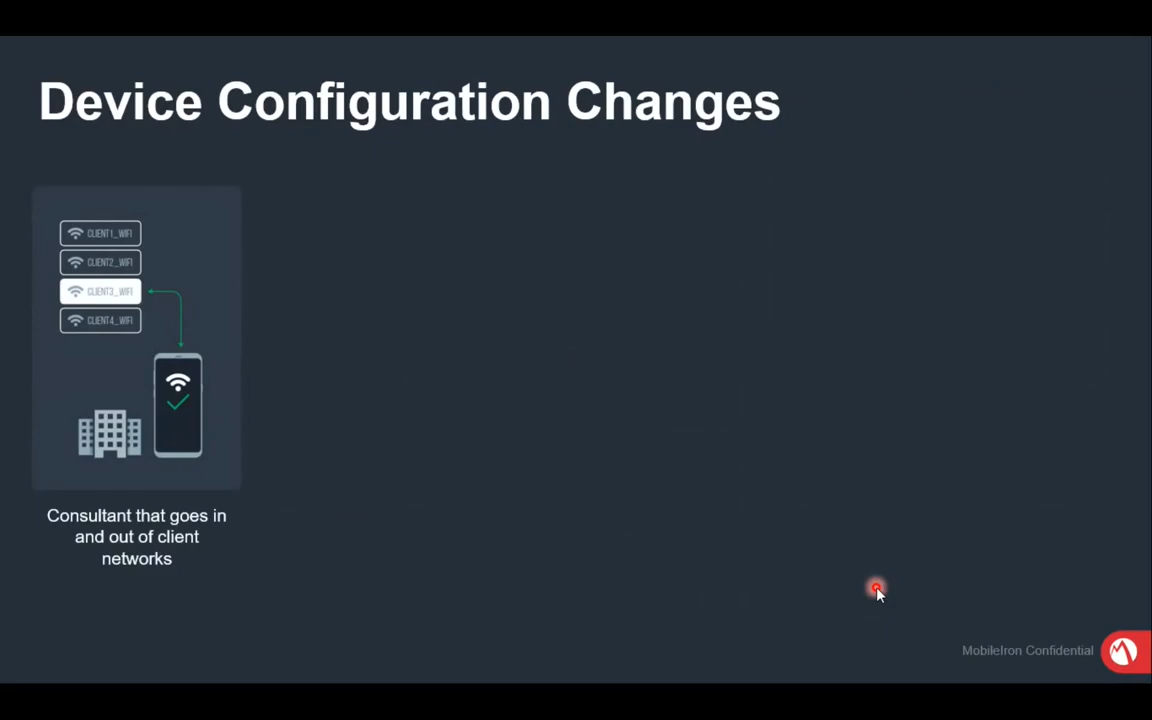 Device Configuration Changes
CLIENT1_WIFI
CLIENT2_WIFI
CLIENT3_WIFI
CLIENT4_WIFI
Consultant that goes in
and out of client
networks
MobileIron Confidential